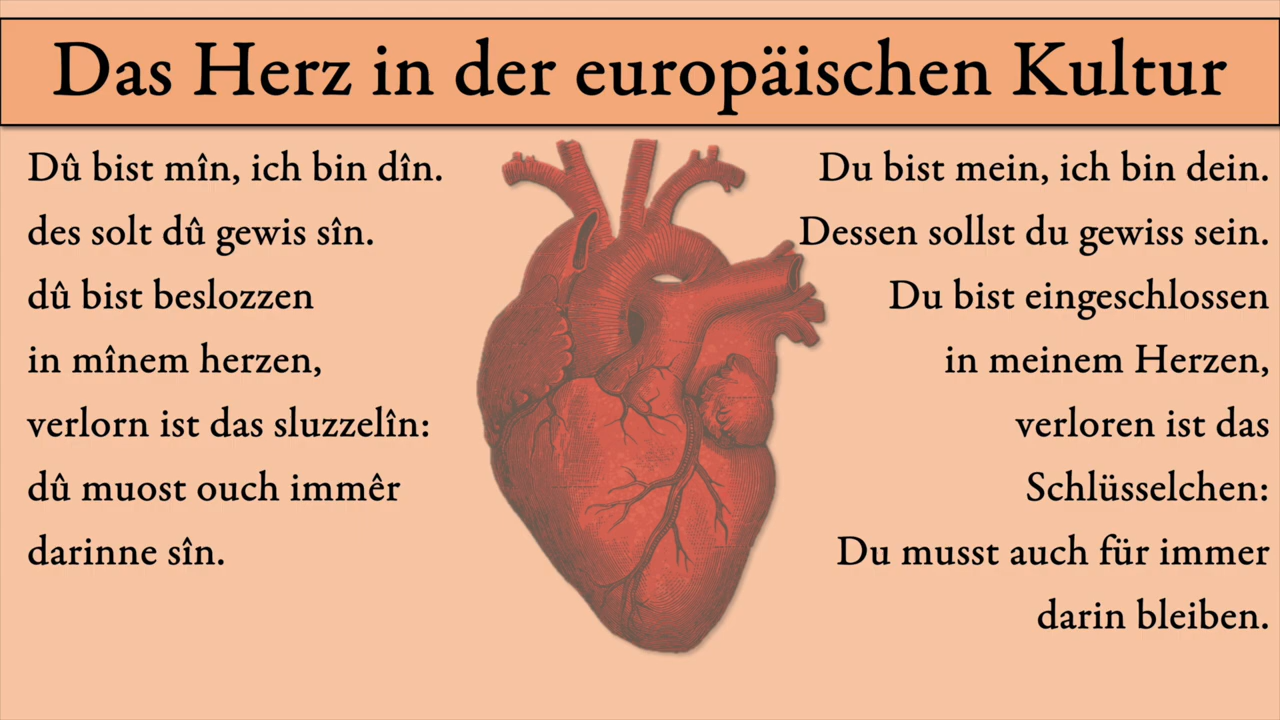 Das Herz in der europäischen Kultur
Dû bist mîn, ich bin dîn.
des solt dû gewis sîn.
dû bist beslozzen
in mînem herzen,
verlorn ist das sluzzelîn:
dû muost ouch immêr
darinne sîn.
Du bist mein, ich bin dein.
Dessen sollst du gewiss sein.
Du bist eingeschlossen
in meinem Herzen,
verloren ist das
Schlüsselchen:
Du musst auch für immer
darin bleiben.